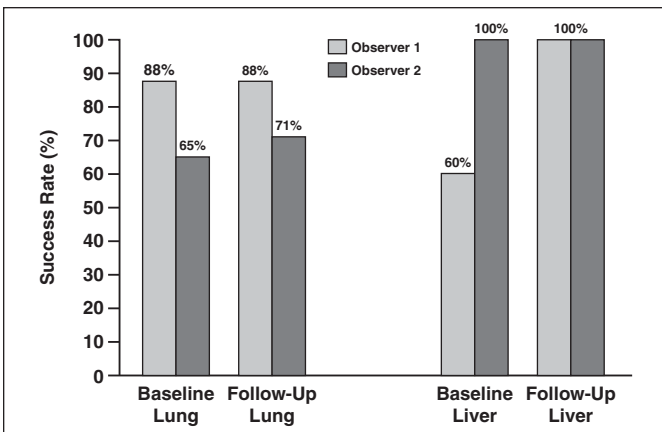 Success Rate (%)
100
90
80
70
60
50
40
30
20
10
0
88%
65%
88%
71%
60%
100%
100%
Observer 1
Observer 2
Baseline
Lung
Follow-Up
Lung
Baseline
Liver
Follow-Up
Liver